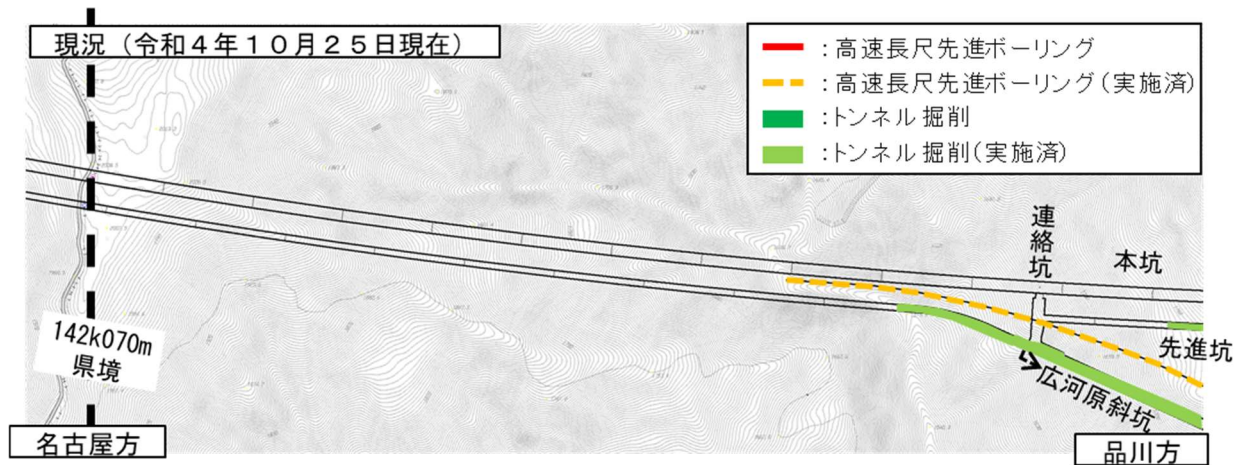 現況（令和４年１０月２５日現在）
：高速長尺先進ボーリング
：高速長尺先進ボーリング（実施済）
：トンネル掘削
：トンネル掘削（実施済）
連絡坑
本坑
先進坑
広河原斜坑
142k070m
県境
名古屋方
品川方